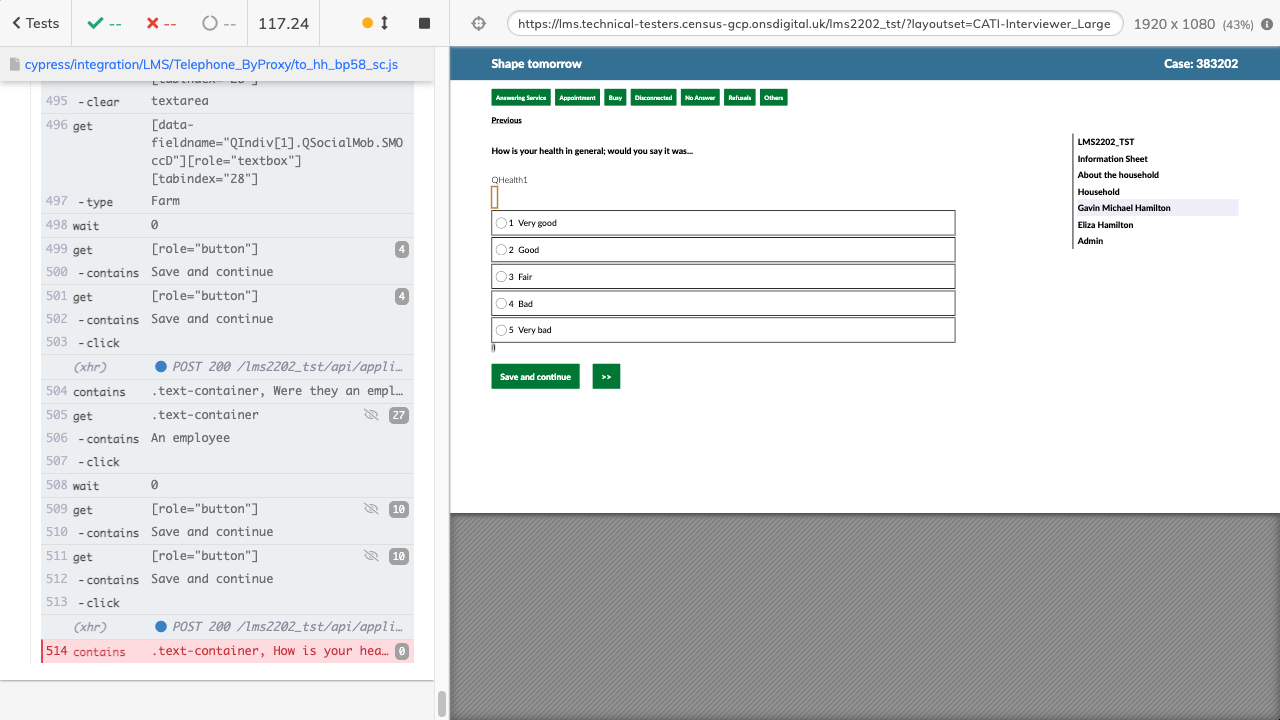 Tests
--
--
--
117.24
https://lms.technical-testers.census-gcp.onsdigital.uk/lms2202_tst/?layoutset=CATI-Interviewer_Large
1920 x 1080 (43%)
cypress/integration/LMS/Telephone_ByProxy/to_hh_bp58_sc.js
495 -clear textarea
496 get [data-
fieldname="QIndiv[1].QSocialMob.SMO
ccD"][role="textbox"]
[tabindex="28"]
497 -type Farm
498 wait 0
499 get [role="button"] 4
500 -contains Save and continue
501 get [role="button"] 4
502 -contains Save and continue
503 -click
(xhr) POST 200 /lms2202_tst/api/appli…
504 contains .text-container, Were they an empl…
505 get .text-container 27
506 -contains An employee
507 -click
508 wait 0
509 get [role="button"] 10
510 -contains Save and continue
511 get [role="button"] 10
512 -contains Save and continue
513 -click
(xhr) POST 200 /lms2202_tst/api/appli…
514 contains .text-container, How is your hea… 0
Shape tomorrow
Case: 383202
Answering Service Appointment Busy Disconnected No Answer Refusals Others
Previous
How is your health in general; would you say it was...
QHealth1
1 Very good
2 Good
3 Fair
4 Bad
5 Very bad
Save and continue >>
LMS2202_TST
Information Sheet
About the household
Household
Gavin Michael Hamilton
Eliza Hamilton
Admin